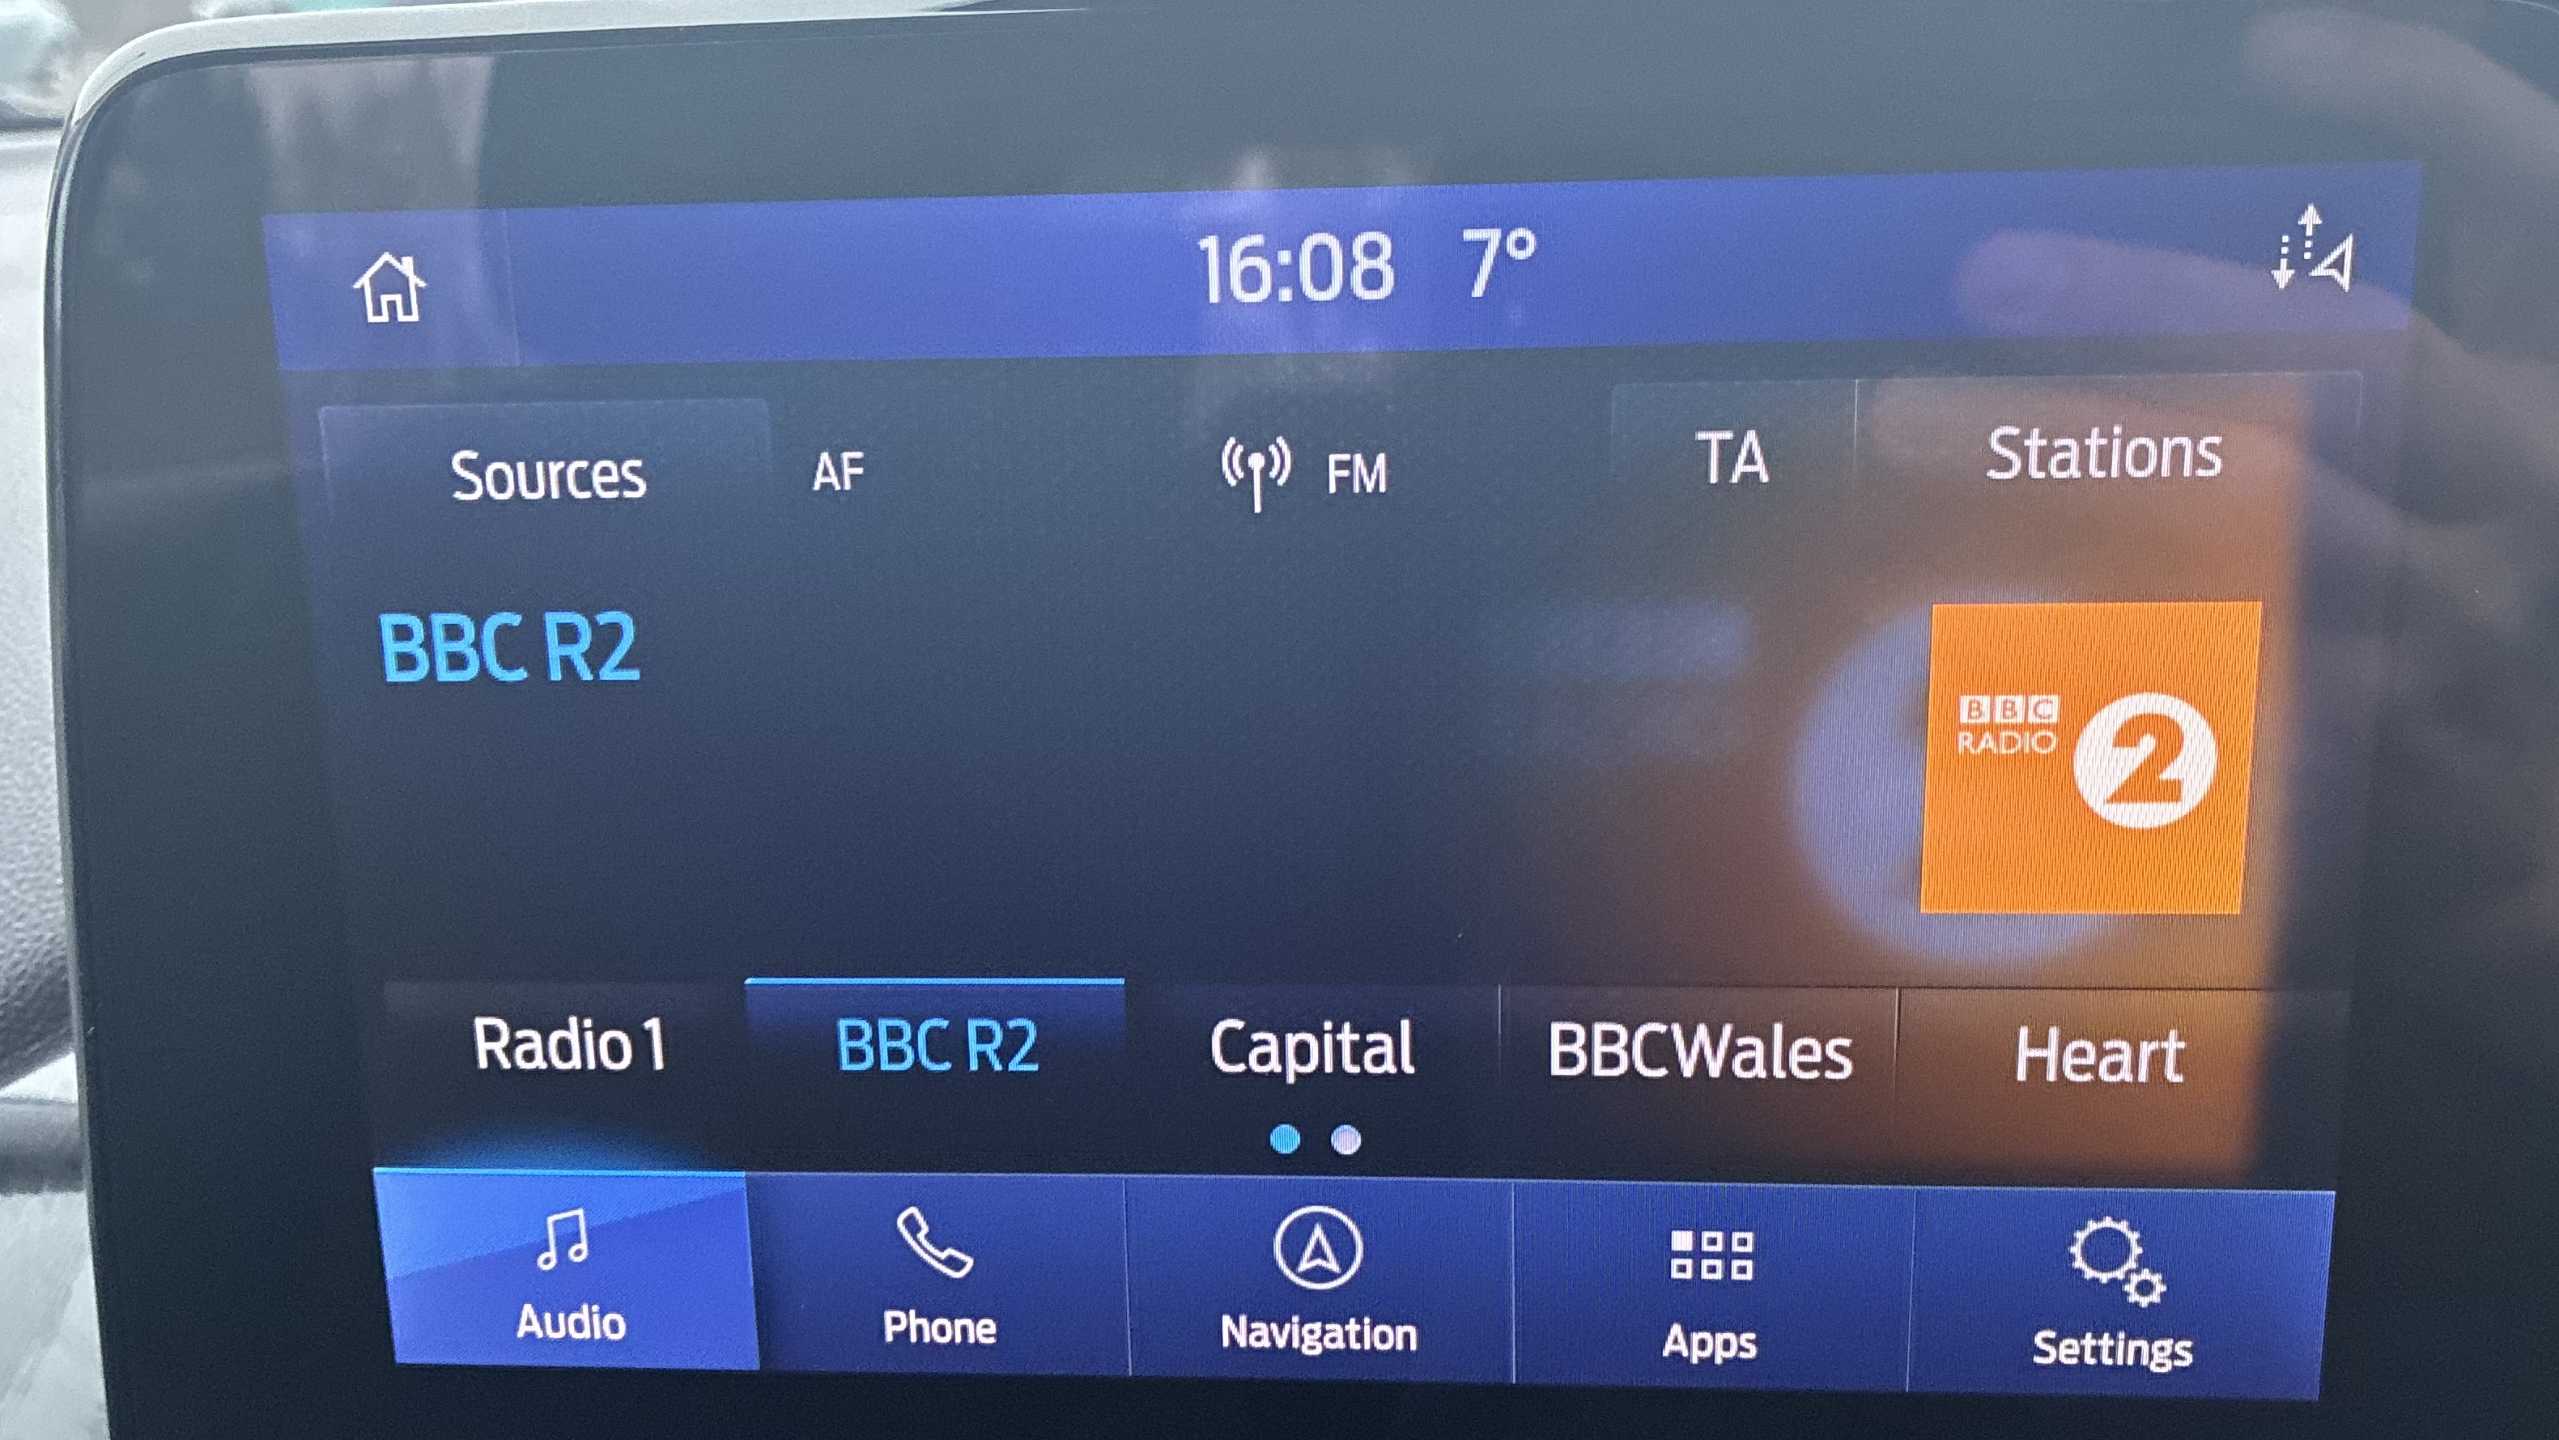 16:08 7°
Sources AF FM TA Stations
BBC R2
BBC
RADIO 2
Radio 1 BBC R2 Capital BBCWales Heart
Audio Phone Navigation Apps Settings